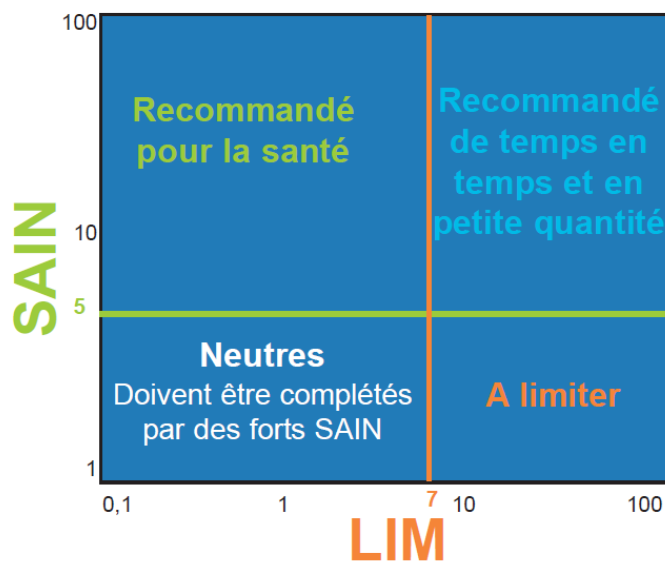 100
Recommandé
pour la santé
Recommandé
de temps en
temps et en
petite quantité
SAIN
10
5
Neutres
Doivent être complétés
par des forts SAIN
A limiter
1
0,1
1
7
10
100
LIM